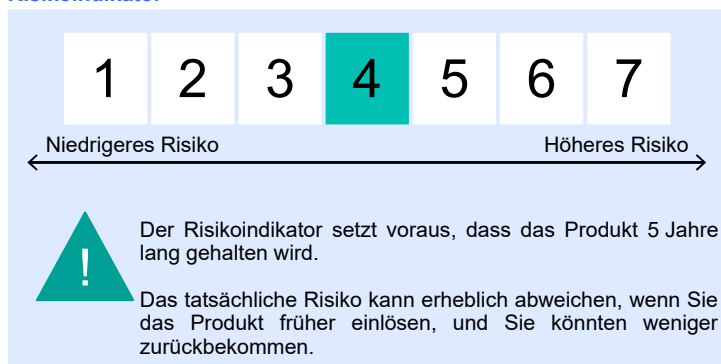 1 2 3 4 5 6 7
Niedrigeres Risiko Höheres Risiko
!
Der Risikoindikator setzt voraus, dass das Produkt 5 Jahre
lang gehalten wird.
Das tatsächliche Risiko kann erheblich abweichen, wenn Sie
das Produkt früher einlösen, und Sie könnten weniger
zurückbekommen.